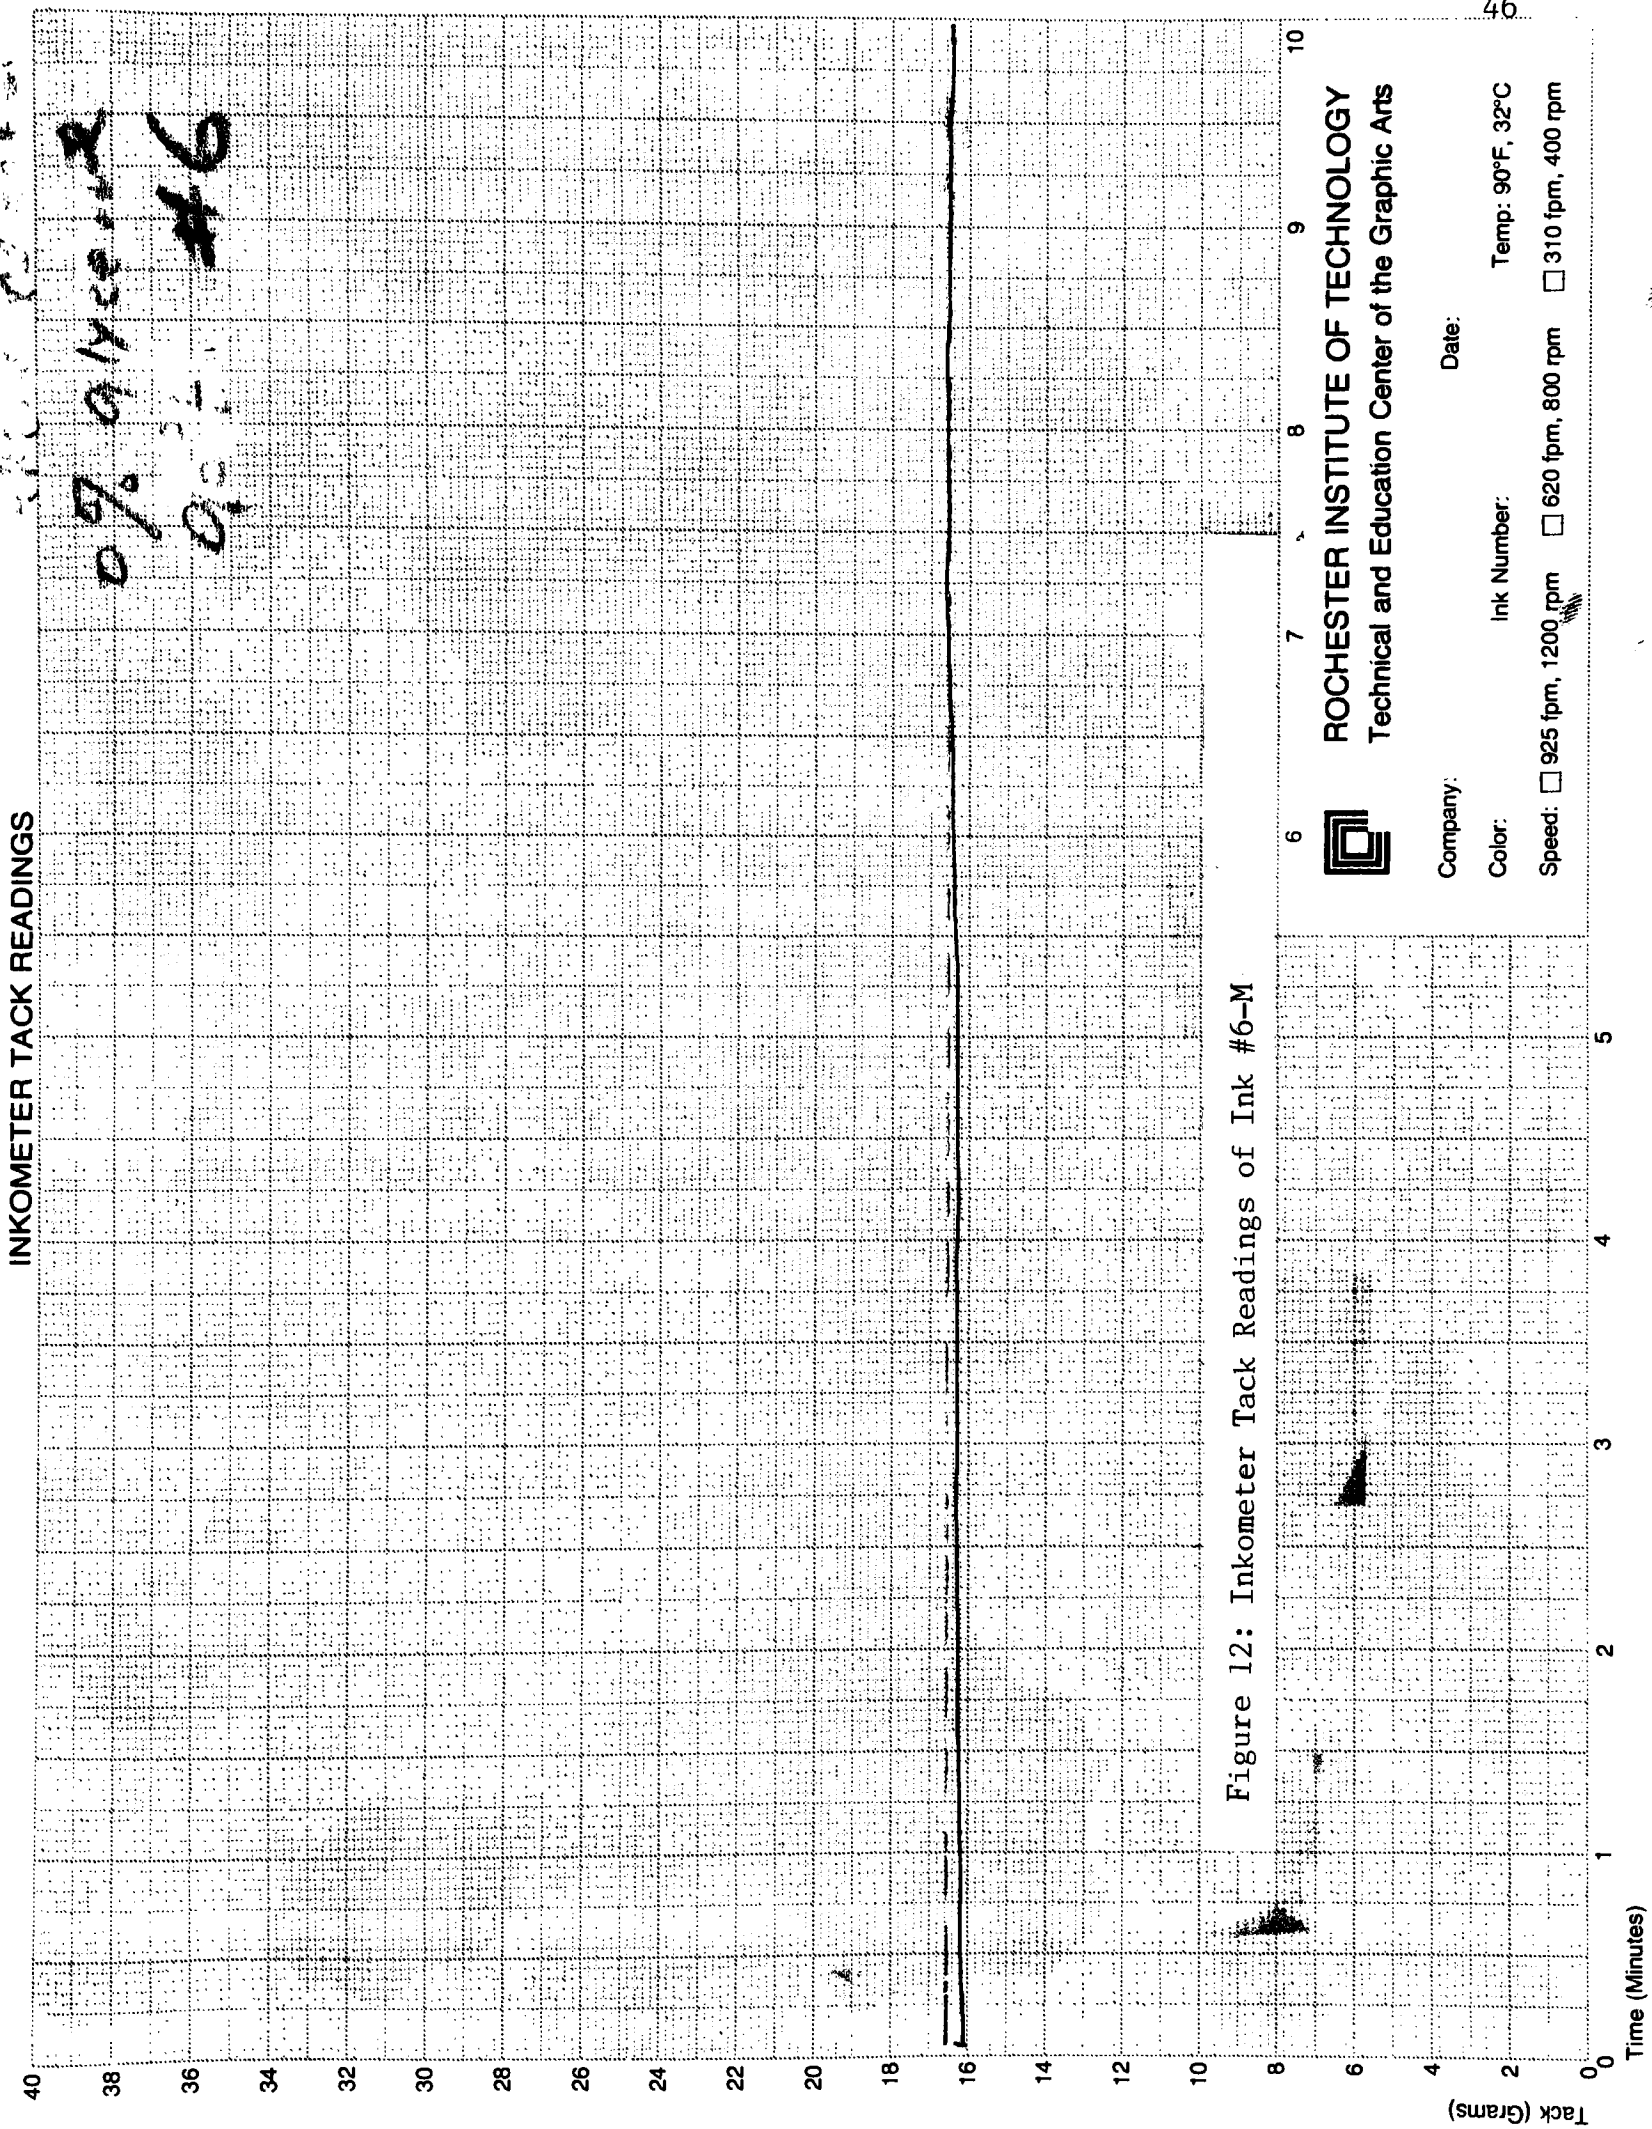 46
INKOMETER TACK READINGS
0%
#6
40
38
36
34
32
30
28
26
24
22
20
18
16
14
12
10
8
6
4
2
0
Tack (Grams)
Figure 12: Inkometer Tack Readings of Ink #6-M
6
7
8
9
10
ROCHESTER INSTITUTE OF TECHNOLOGY
Technical and Education Center of the Graphic Arts
Company:
Date:
Color:
Ink Number:
Temp: 90°F, 32°C
Speed: 925 fpm, 1200 rpm 620 fpm, 800 rpm 310 fpm, 400 rpm
1
2
3
4
5
Time (Minutes)